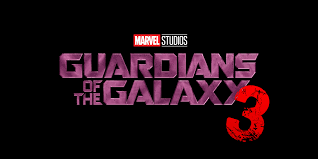 MARVEL STUDIOS
GUARDIANS
OF THE GALAXY
3